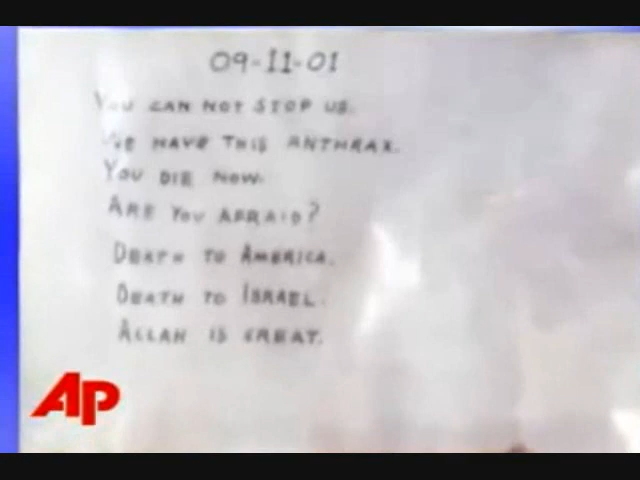 09-11-01
YOU CAN NOT STOP US.
WE HAVE THIS ANTHRAX.
YOU DIE NOW.
ARE YOU AFRAID?
DEATH TO AMERICA.
DEATH TO ISRAEL.
ALLAH IS GREAT.
AP